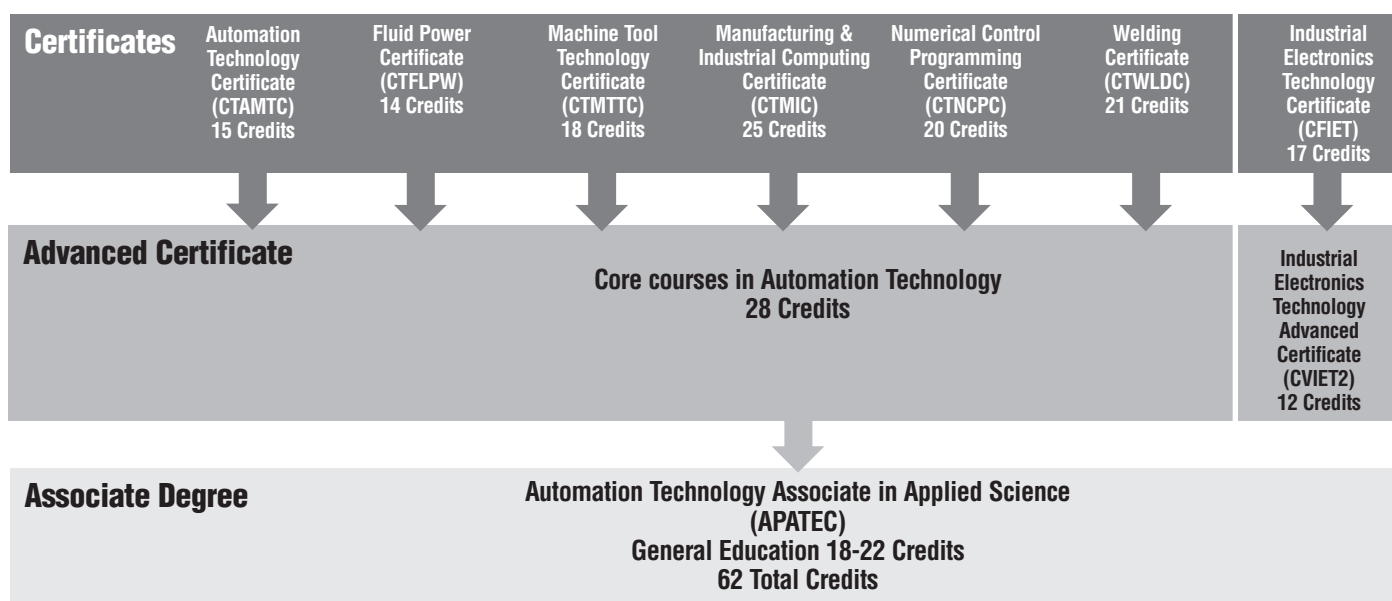 Certificates
Automation
Technology
Certificate
(CTAMTC)
15 Credits
Fluid Power
Certificate
(CTFLPW)
14 Credits
Machine Tool
Technology
Certificate
(CTMTTC)
18 Credits
Manufacturing &
Industrial Computing
Certificate
(CTMIC)
25 Credits
Numerical Control
Programming
Certificate
(CTNCPC)
20 Credits
Welding
Certificate
(CTWLDC)
21 Credits
Industrial
Electronics
Technology
Certificate
(CFIET)
17 Credits
Advanced Certificate
Core courses in Automation Technology
28 Credits
Industrial
Electronics
Technology
Advanced
Certificate
(CVIET2)
12 Credits
Associate Degree
Automation Technology Associate in Applied Science
(APATEC)
General Education 18-22 Credits
62 Total Credits